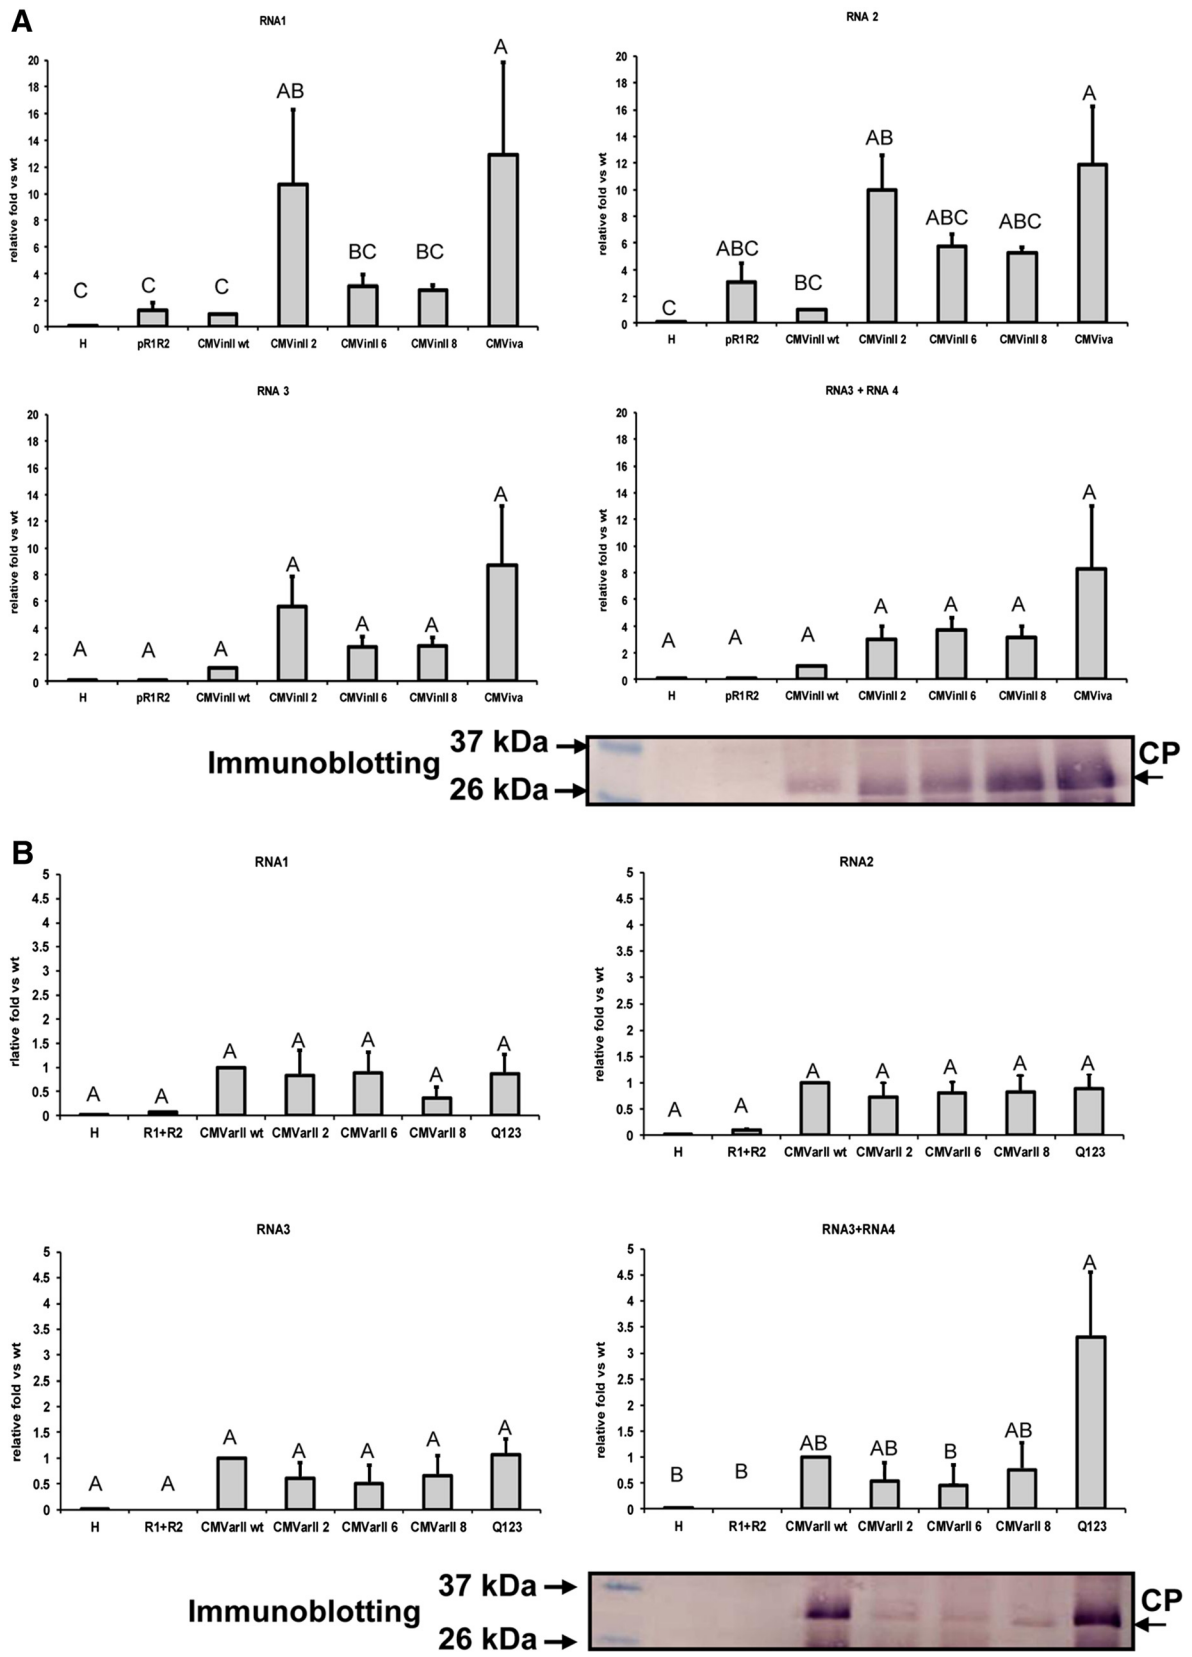 A
RNA1
relative fold vs wt
20
18
16
14
12
10
8
6
4
2
0
C
C
C
AB
BC
BC
A
H pR1R2 CMVinII wt CMVinII 2 CMVinII 6 CMVinII 8 CMViva
RNA 2
relative fold vs wt
20
18
16
14
12
10
8
6
4
2
0
C
ABC
BC
AB
ABC
ABC
A
H pR1R2 CMVinII wt CMVinII 2 CMVinII 6 CMVinII 8 CMViva
RNA 3
relative fold vs wt
20
18
16
14
12
10
8
6
4
2
0
A
A
A
A
A
A
A
H pR1R2 CMVinII wt CMVinII 2 CMVinII 6 CMVinII 8 CMViva
RNA3 + RNA 4
relative fold vs wt
20
18
16
14
12
10
8
6
4
2
0
A
A
A
A
A
A
A
H pR1R2 CMVinII wt CMVinII 2 CMVinII 6 CMVinII 8 CMViva
Immunoblotting
37 kDa
26 kDa
CP
B
RNA1
rlative fold vs wt
5
4.5
4
3.5
3
2.5
2
1.5
1
0.5
0
A
A
A
A
A
A
A
H R1+R2 CMVarII wt CMVarII 2 CMVarII 6 CMVarII 8 Q123
RNA2
relative fold vs wt
5
4.5
4
3.5
3
2.5
2
1.5
1
0.5
0
A
A
A
A
A
A
A
H R1+R2 CMVarII wt CMVarII 2 CMVarII 6 CMVarII 8 Q123
RNA3
relative fold vs wt
5
4.5
4
3.5
3
2.5
2
1.5
1
0.5
0
A
A
A
A
A
A
A
H R1+R2 CMVarII wt CMVarII 2 CMVarII 6 CMVarII 8 Q123
RNA3+RNA4
relative fold vs wt
5
4.5
4
3.5
3
2.5
2
1.5
1
0.5
0
B
B
AB
AB
B
AB
A
H R1+R2 CMVarII wt CMVarII 2 CMVarII 6 CMVarII 8 Q123
Immunoblotting
37 kDa
26 kDa
CP